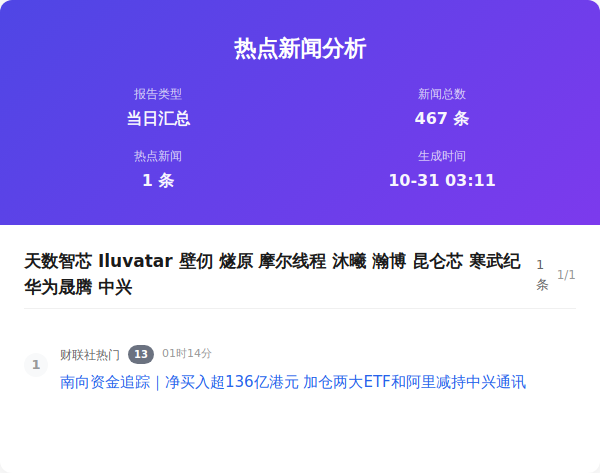 热点新闻分析
报告类型
新闻总数
当日汇总
467 条
热点新闻
生成时间
1 条
10-31 03:11
天数智芯 Iluvatar 壁仞 燧原 摩尔线程 沐曦 瀚博 昆仑芯 寒武纪
华为晟腾 中兴
1
条
1/1
1
财联社热门 13 01时14分
南向资金追踪｜净买入超136亿港元 加仓两大ETF和阿里减持中兴通讯